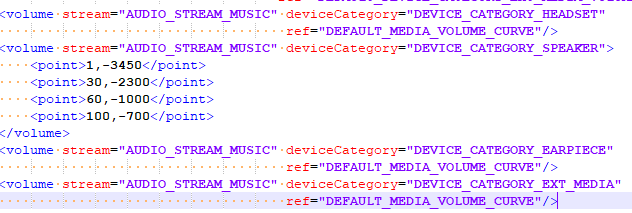 <volume stream="AUDIO_STREAM_MUSIC" deviceCategory="DEVICE_CATEGORY_HEADSET"
ref="DEFAULT_MEDIA_VOLUME_CURVE"/>
<volume stream="AUDIO_STREAM_MUSIC" deviceCategory="DEVICE_CATEGORY_SPEAKER">
<point>1,-3450</point>
<point>30,-2300</point>
<point>60,-1000</point>
<point>100,-700</point>
</volume>
<volume stream="AUDIO_STREAM_MUSIC" deviceCategory="DEVICE_CATEGORY_EARPIECE"
ref="DEFAULT_MEDIA_VOLUME_CURVE"/>
<volume stream="AUDIO_STREAM_MUSIC" deviceCategory="DEVICE_CATEGORY_EXT_MEDIA"
ref="DEFAULT_MEDIA_VOLUME_CURVE"/>